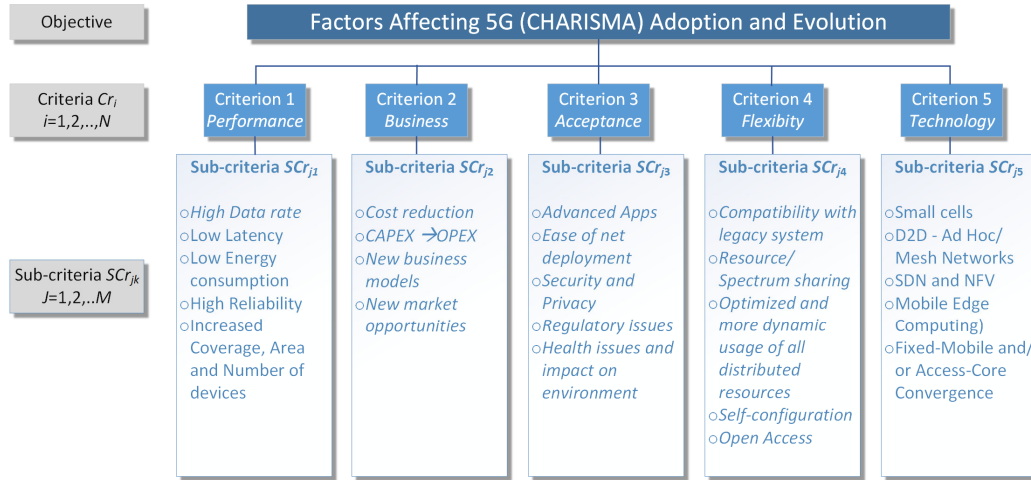 Objective
Factors Affecting 5G (CHARISMA) Adoption and Evolution
Criteria Cri
i=1,2,..,N
Criterion 1
Performance
Criterion 2
Business
Criterion 3
Acceptance
Criterion 4
Flexibity
Criterion 5
Technology
Sub-criteria SCrjk
J=1,2,..M
Sub-criteria SCrj1
○High Data rate
○Low Latency
○Low Energy
consumption
○High Reliability
○Increased
Coverage, Area
and Number of
devices
Sub-criteria SCrj2
○Cost reduction
○CAPEX →OPEX
○New business
models
○New market
opportunities
Sub-criteria SCrj3
○Advanced Apps
○Ease of net
deployment
○Security and
Privacy
○Regulatory issues
○Health issues and
impact on
environment
Sub-criteria SCrj4
○Compatibility with
legacy system
○Resource/
Spectrum sharing
○Optimized and
more dynamic
usage of all
distributed
resources
○Self-configuration
○Open Access
Sub-criteria SCrj5
○Small cells
○D2D - Ad Hoc/
Mesh Networks
○SDN and NFV
○Mobile Edge
Computing)
○Fixed-Mobile and/
or Access-Core
Convergence